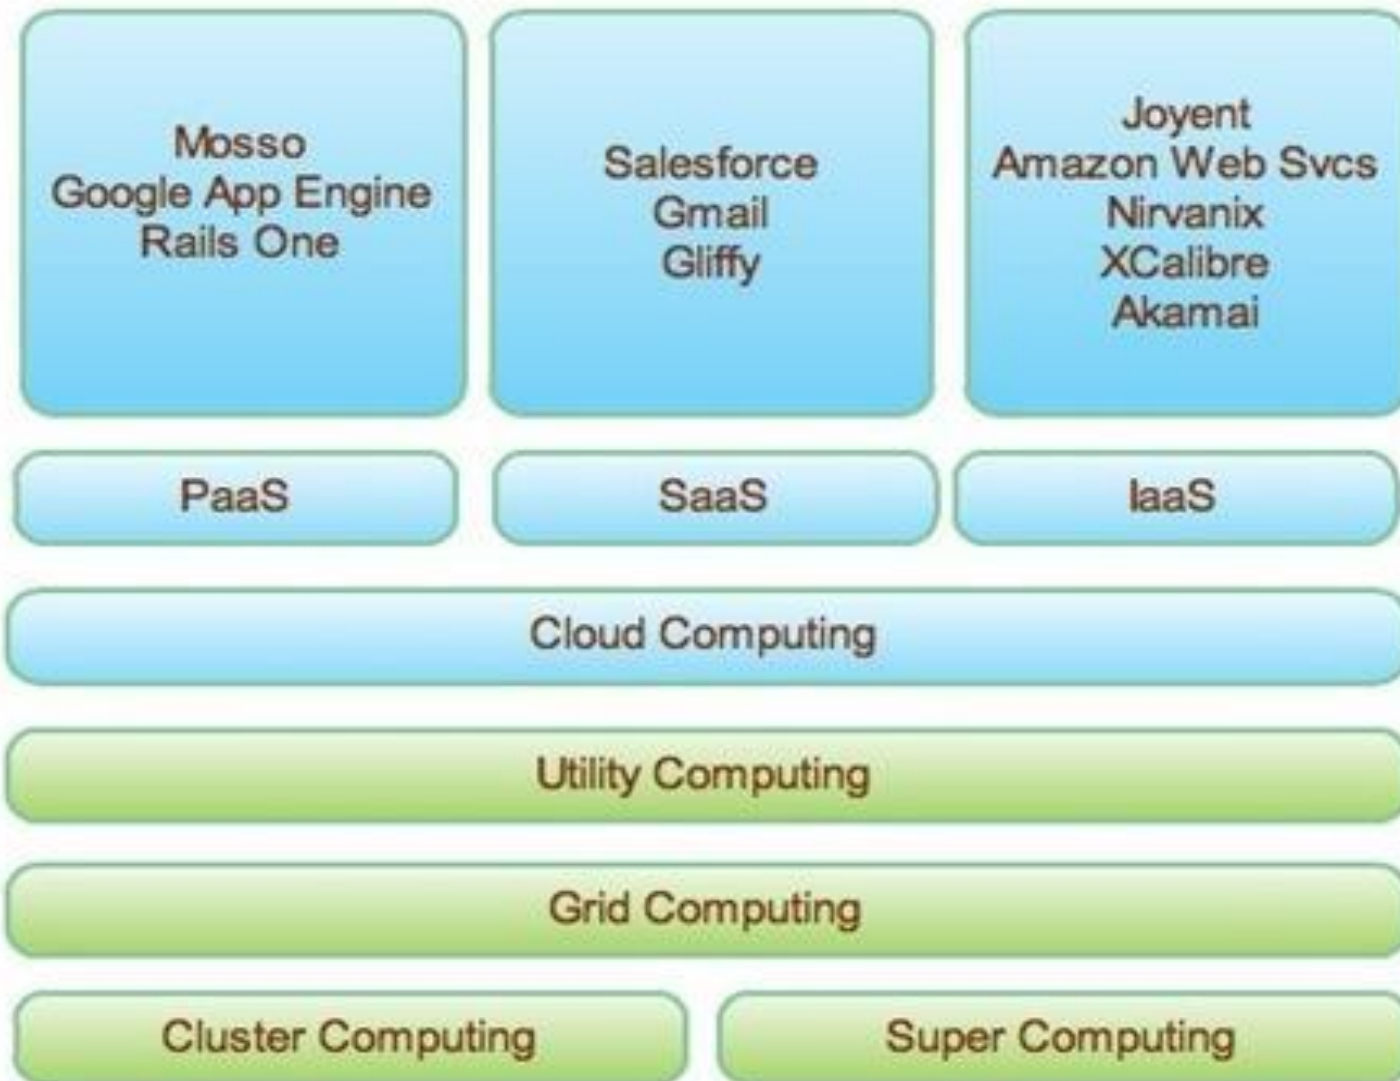 Mosso
Google App Engine
Rails One
Salesforce
Gmail
Gliffy
Joyent
Amazon Web Svcs
Nirvanix
XCalibre
Akamai
PaaS
SaaS
IaaS
Cloud Computing
Utility Computing
Grid Computing
Cluster Computing
Super Computing